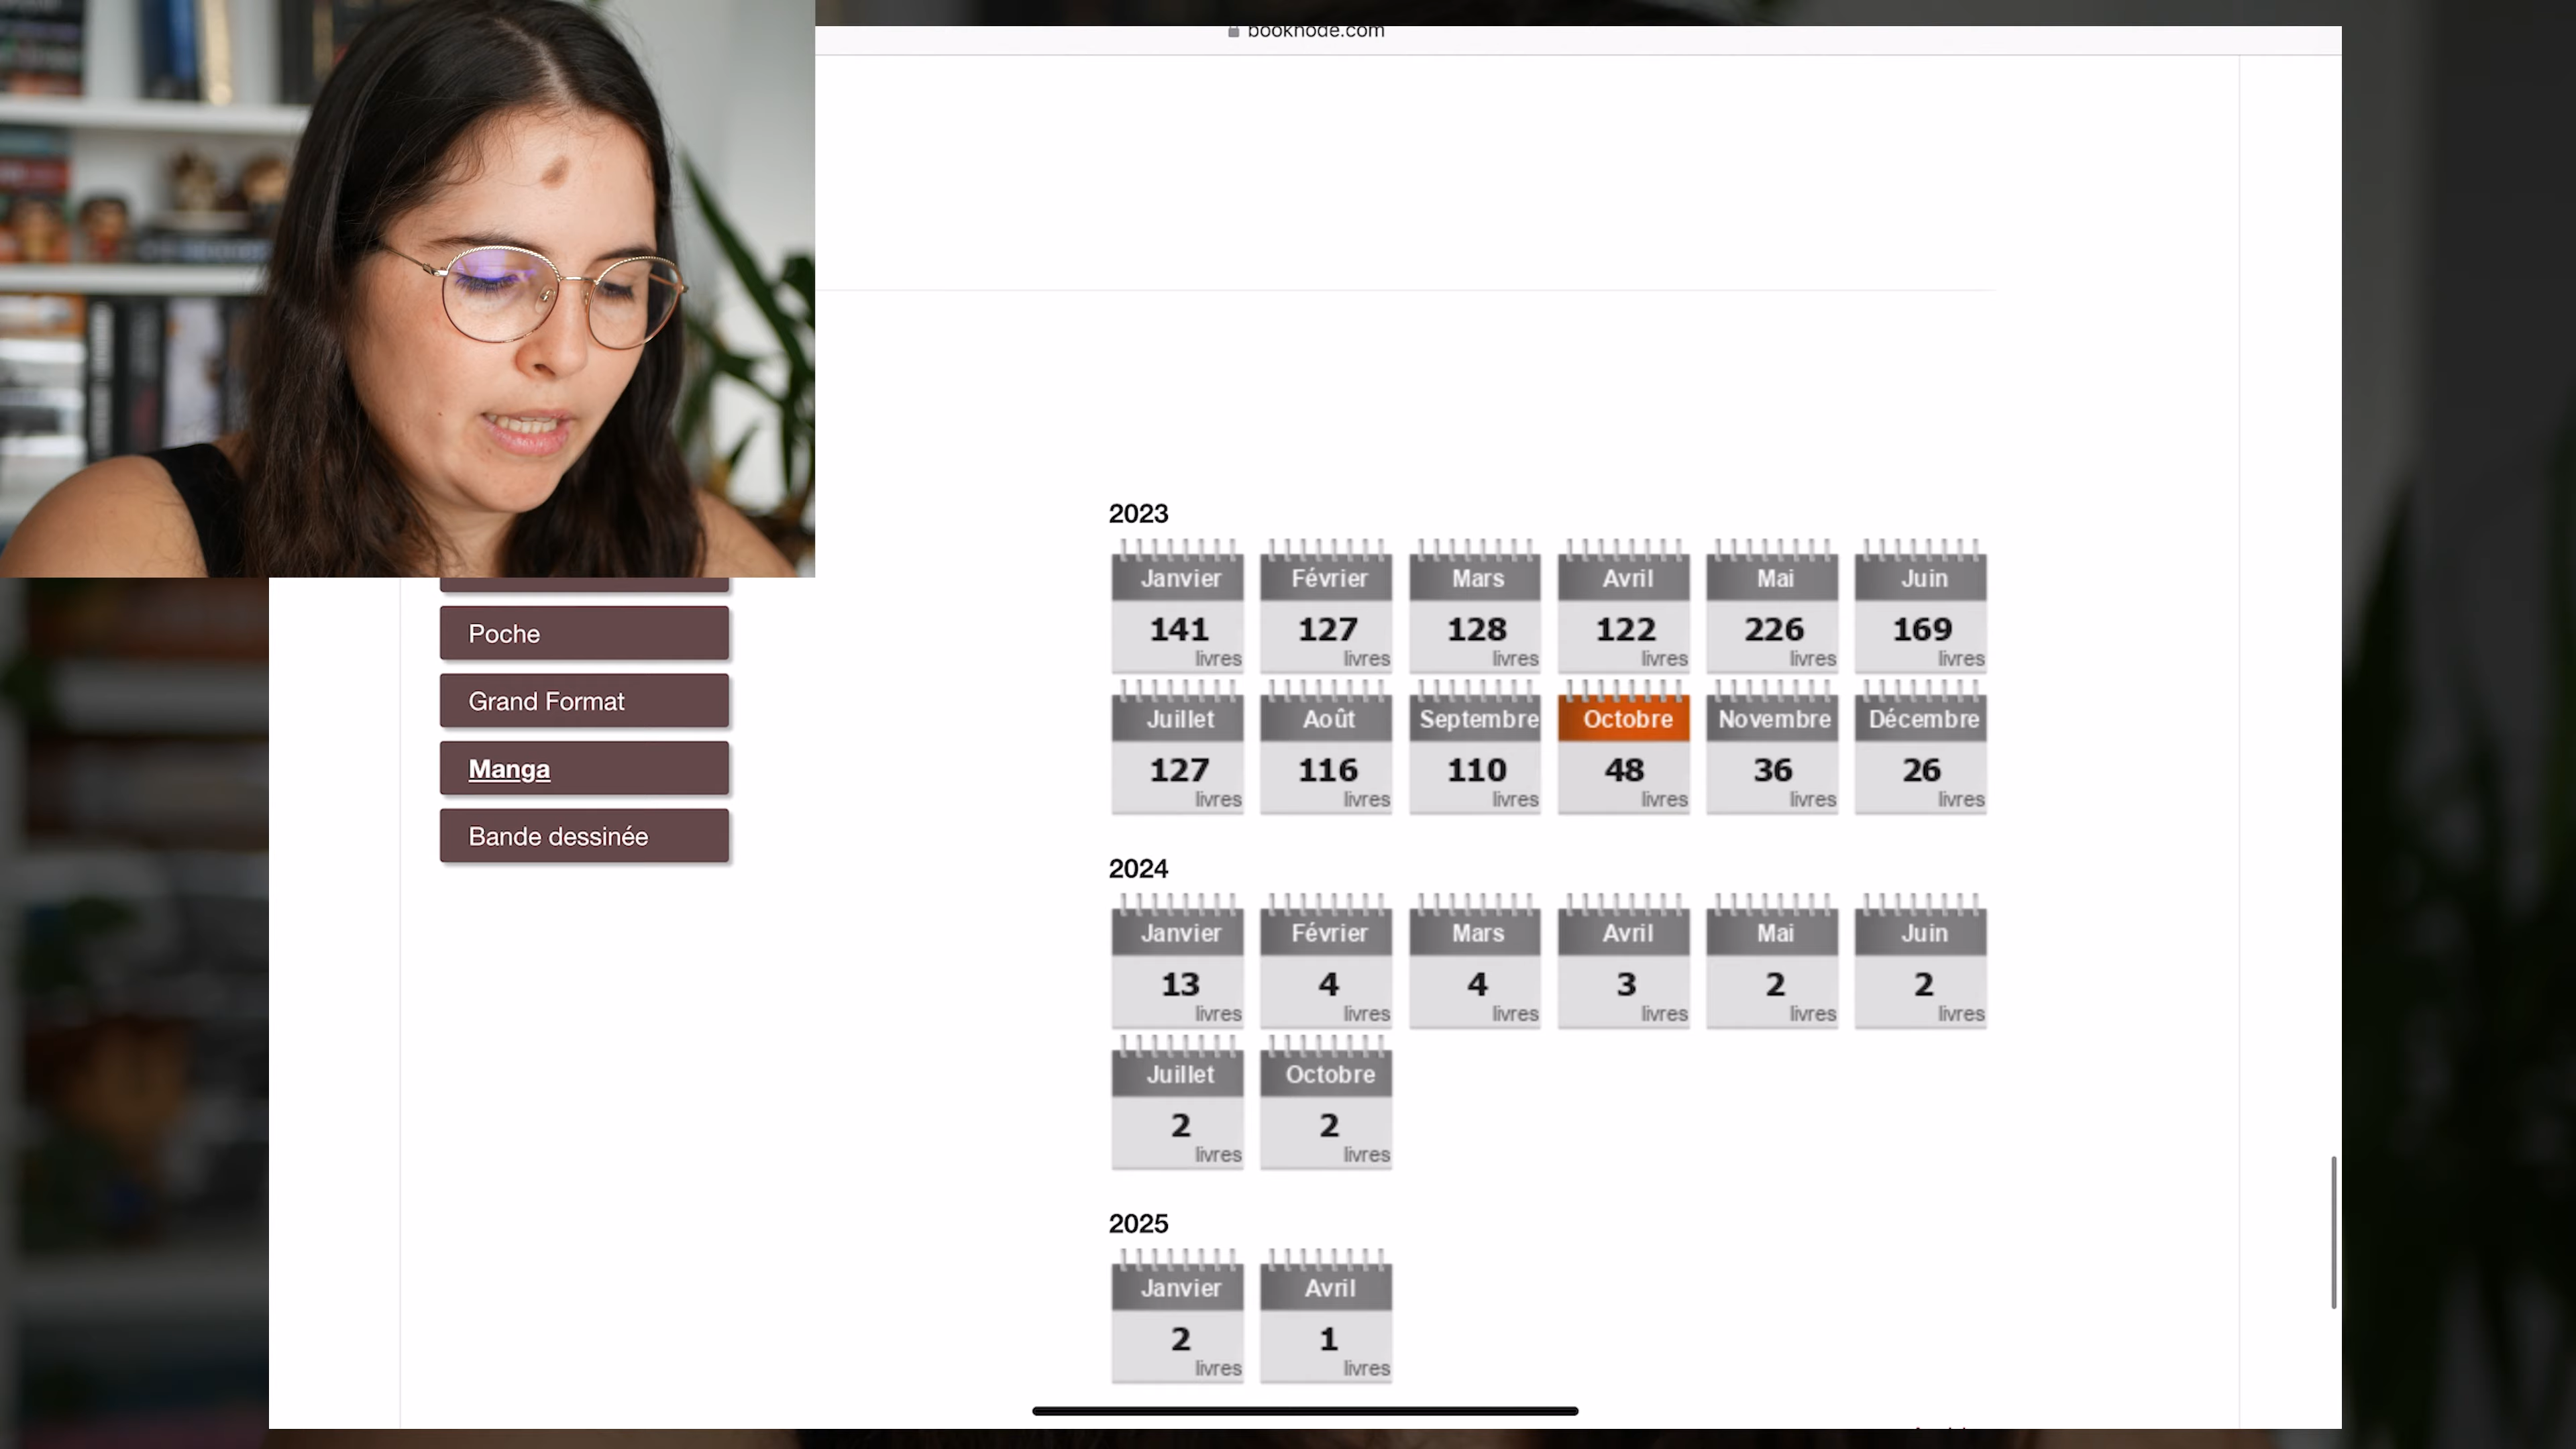 booknode.com
Poche
Grand Format
Manga
Bande dessinée
2023
Janvier Février Mars Avril Mai Juin
141 127 128 122 226 169
livres livres livres livres livres livres
Juillet Août Septembre Octobre Novembre Décembre
127 116 110 48 36 26
livres livres livres livres livres livres
2024
Janvier Février Mars Avril Mai Juin
13 4 4 3 2 2
livres livres livres livres livres livres
Juillet Octobre
2 2
livres livres
2025
Janvier Avril
2 1
livres livres